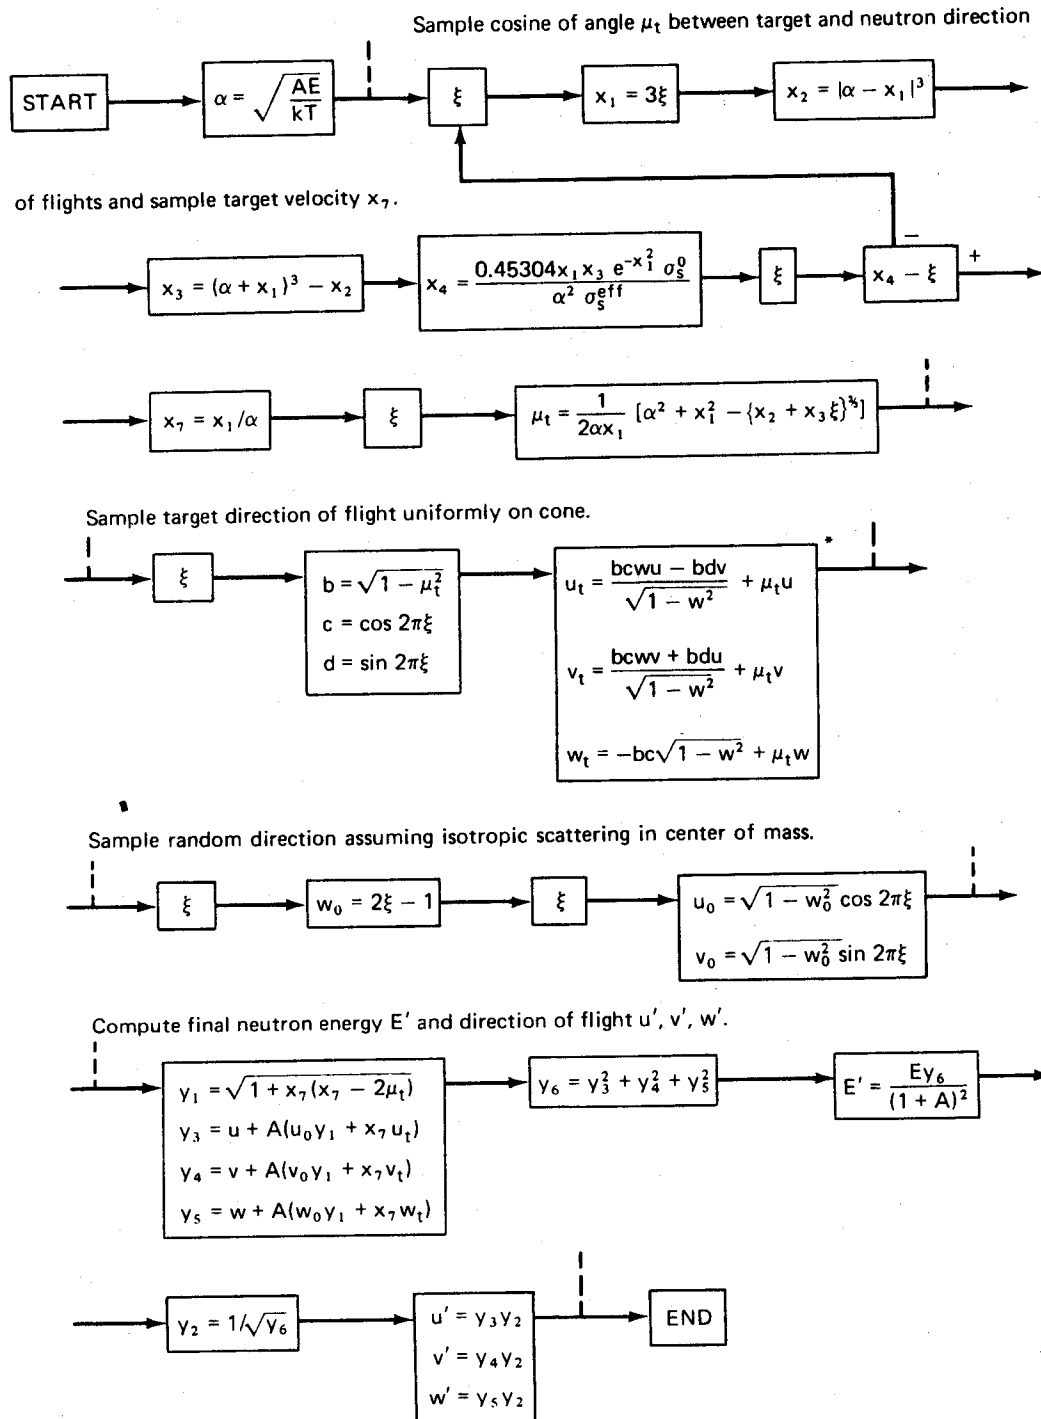 Sample cosine of angle μₜ between target and neutron direction
START
α = √(AE/kT)
ξ
x₁ = 3ξ
x₂ = |α − x₁|³
of flights and sample target velocity x₇.
x₃ = (α + x₁)³ − x₂
x₄ = 0.45304x₁x₃ e^(−x₁²) σₛ⁰ / α² σₛ^eff
ξ
x₄ − ξ
−
+
x₇ = x₁/α
ξ
μₜ = 1/2αx₁ [α² + x₁² − {x₂ + x₃ξ}^⅔]
Sample target direction of flight uniformly on cone.
ξ
b = √(1 − μₜ²)
c = cos 2πξ
d = sin 2πξ
uₜ = (bcwu − bdv)/√(1 − w²) + μₜu
*
vₜ = (bcwv + bdu)/√(1 − w²) + μₜv
wₜ = −bc√(1 − w²) + μₜw
Sample random direction assuming isotropic scattering in center of mass.
ξ
w₀ = 2ξ − 1
ξ
u₀ = √(1 − w₀²) cos 2πξ
v₀ = √(1 − w₀²) sin 2πξ
Compute final neutron energy E′ and direction of flight u′, v′, w′.
y₁ = √(1 + x₇(x₇ − 2μₜ))
y₃ = u + A(u₀y₁ + x₇uₜ)
y₄ = v + A(v₀y₁ + x₇vₜ)
y₅ = w + A(w₀y₁ + x₇wₜ)
y₆ = y₃² + y₄² + y₅²
E′ = Ey₆/(1 + A)²
y₂ = 1/√y₆
u′ = y₃y₂
v′ = y₄y₂
w′ = y₅y₂
END